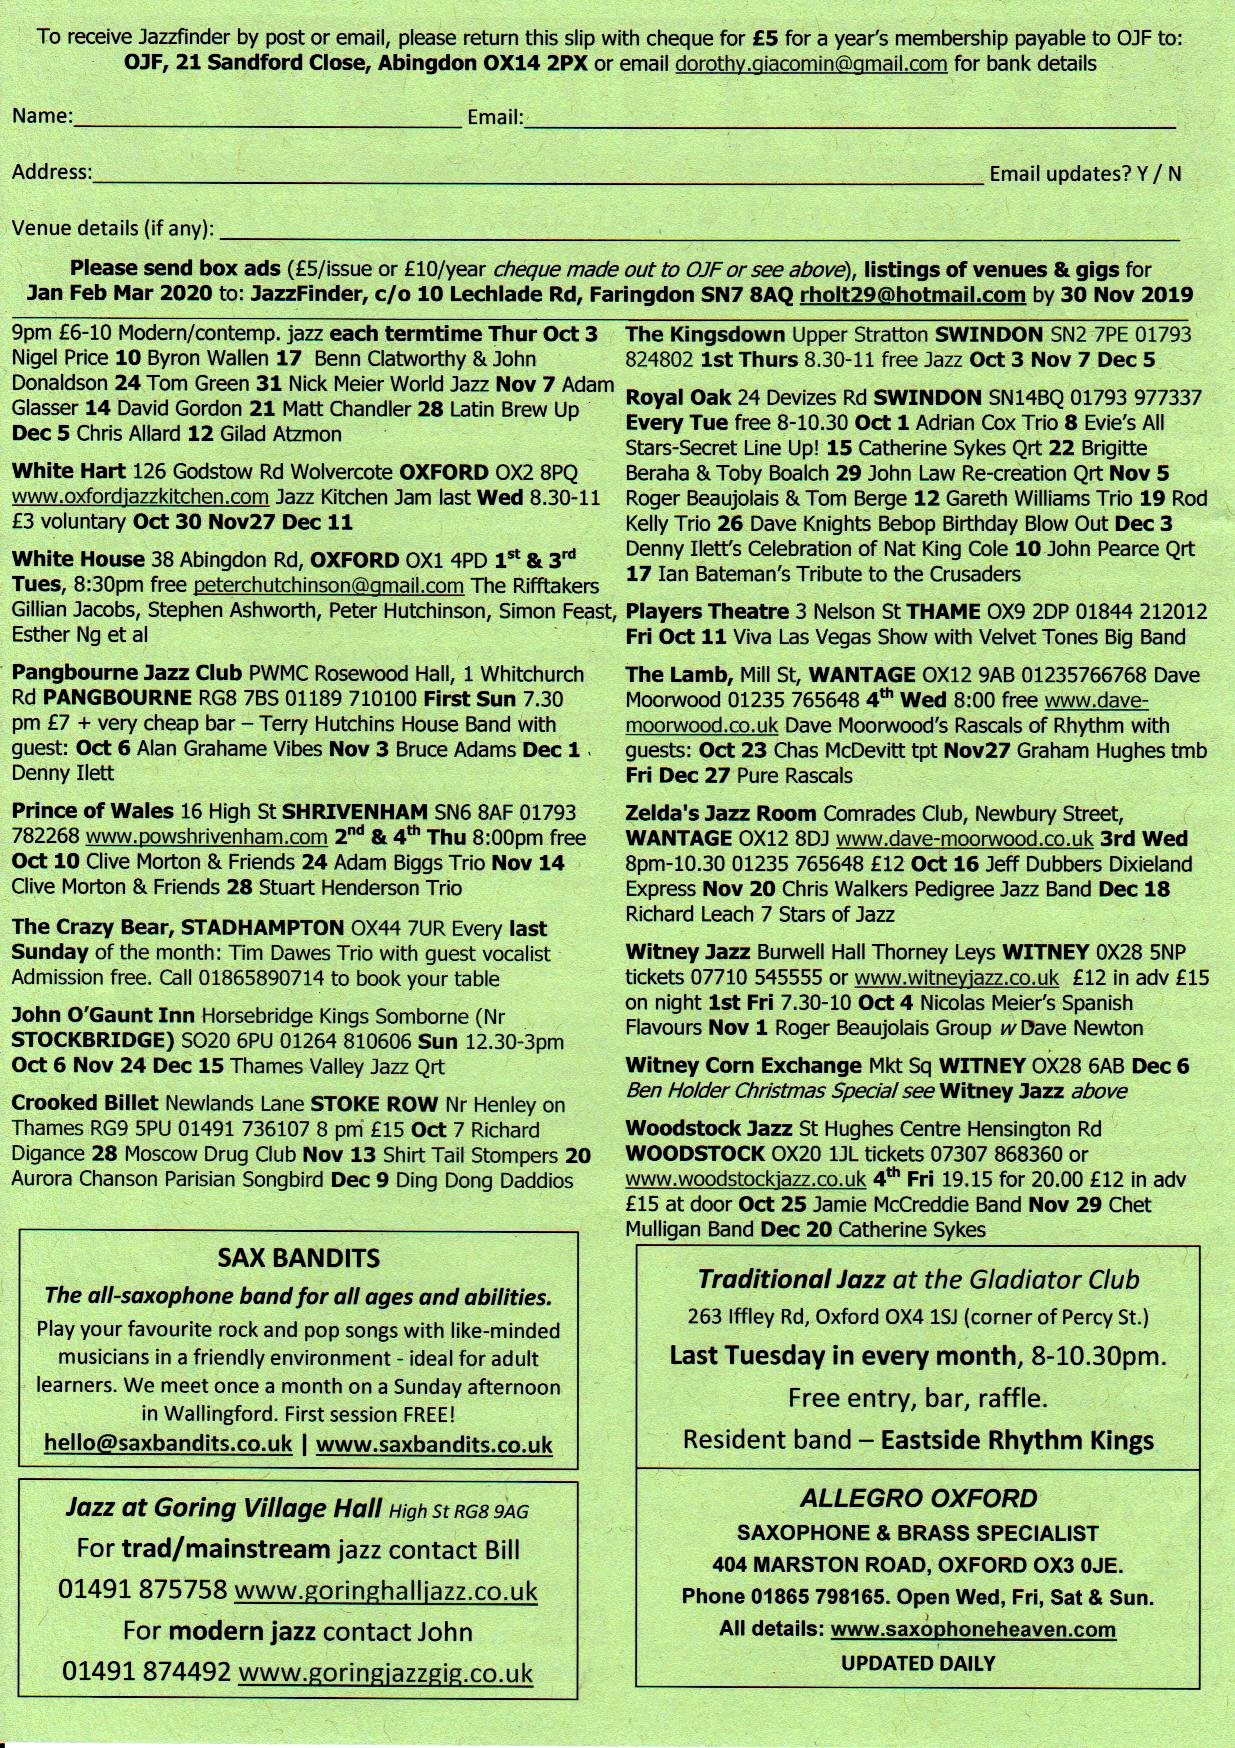 To receive Jazzfinder by post or email, please return this slip with cheque for £5 for a year's membership payable to OJF to:
OJF, 21 Sandford Close, Abingdon OX14 2PX or email dorothy.giacomin@gmail.com for bank details
Name: Email:
Address: Email updates? Y / N
Venue details (if any):
Please send box ads (£5/issue or £10/year cheque made out to OJF or see above), listings of venues & gigs for
Jan Feb Mar 2020 to: JazzFinder, c/o 10 Lechlade Rd, Faringdon SN7 8AQ rholt29@hotmail.com by 30 Nov 2019
9pm £6-10 Modern/contemp. jazz each termtime Thur Oct 3
Nigel Price 10 Byron Wallen 17 Benn Clatworthy & John
Donaldson 24 Tom Green 31 Nick Meier World Jazz Nov 7 Adam
Glasser 14 David Gordon 21 Matt Chandler 28 Latin Brew Up
Dec 5 Chris Allard 12 Gilad Atzmon
White Hart 126 Godstow Rd Wolvercote OXFORD OX2 8PQ
www.oxfordjazzkitchen.com Jazz Kitchen Jam last Wed 8.30-11
£3 voluntary Oct 30 Nov27 Dec 11
White House 38 Abingdon Rd, OXFORD OX1 4PD 1st & 3rd
Tues, 8:30pm free peterchutchinson@gmail.com The Rifftakers
Gillian Jacobs, Stephen Ashworth, Peter Hutchinson, Simon Feast,
Esther Ng et al
Pangbourne Jazz Club PWMC Rosewood Hall, 1 Whitchurch
Rd PANGBOURNE RG8 7BS 01189 710100 First Sun 7.30
pm £7 + very cheap bar – Terry Hutchins House Band with
guest: Oct 6 Alan Grahame Vibes Nov 3 Bruce Adams Dec 1
Denny Ilett
Prince of Wales 16 High St SHRIVENHAM SN6 8AF 01793
782268 www.powshrivenham.com 2nd & 4th Thu 8:00pm free
Oct 10 Clive Morton & Friends 24 Adam Biggs Trio Nov 14
Clive Morton & Friends 28 Stuart Henderson Trio
The Crazy Bear, STADHAMPTON OX44 7UR Every last
Sunday of the month: Tim Dawes Trio with guest vocalist
Admission free. Call 01865890714 to book your table
John O'Gaunt Inn Horsebridge Kings Somborne (Nr
STOCKBRIDGE) SO20 6PU 01264 810606 Sun 12.30-3pm
Oct 6 Nov 24 Dec 15 Thames Valley Jazz Qrt
Crooked Billet Newlands Lane STOKE ROW Nr Henley on
Thames RG9 5PU 01491 736107 8 pm £15 Oct 7 Richard
Digance 28 Moscow Drug Club Nov 13 Shirt Tail Stompers 20
Aurora Chanson Parisian Songbird Dec 9 Ding Dong Daddios
SAX BANDITS
The all-saxophone band for all ages and abilities.
Play your favourite rock and pop songs with like-minded
musicians in a friendly environment - ideal for adult
learners. We meet once a month on a Sunday afternoon
in Wallingford. First session FREE!
hello@saxbandits.co.uk | www.saxbandits.co.uk
Jazz at Goring Village Hall High St RG8 9AG
For trad/mainstream jazz contact Bill
01491 875758 www.goringhalljazz.co.uk
For modern jazz contact John
01491 874492 www.goringjazzgig.co.uk
The Kingsdown Upper Stratton SWINDON SN2 7PE 01793
824802 1st Thurs 8.30-11 free Jazz Oct 3 Nov 7 Dec 5
Royal Oak 24 Devizes Rd SWINDON SN14BQ 01793 977337
Every Tue free 8-10.30 Oct 1 Adrian Cox Trio 8 Evie's All
Stars-Secret Line Up! 15 Catherine Sykes Qrt 22 Brigitte
Beraha & Toby Boalch 29 John Law Re-creation Qrt Nov 5
Roger Beaujolais & Tom Berge 12 Gareth Williams Trio 19 Rod
Kelly Trio 26 Dave Knights Bebop Birthday Blow Out Dec 3
Denny Ilett's Celebration of Nat King Cole 10 John Pearce Qrt
17 Ian Bateman's Tribute to the Crusaders
Players Theatre 3 Nelson St THAME OX9 2DP 01844 212012
Fri Oct 11 Viva Las Vegas Show with Velvet Tones Big Band
The Lamb, Mill St, WANTAGE OX12 9AB 01235766768 Dave
Moorwood 01235 765648 4th Wed 8:00 free www.dave-
moorwood.co.uk Dave Moorwood's Rascals of Rhythm with
guests: Oct 23 Chas McDevitt tpt Nov27 Graham Hughes tmb
Fri Dec 27 Pure Rascals
Zelda's Jazz Room Comrades Club, Newbury Street,
WANTAGE OX12 8DJ www.dave-moorwood.co.uk 3rd Wed
8pm-10.30 01235 765648 £12 Oct 16 Jeff Dubbers Dixieland
Express Nov 20 Chris Walkers Pedigree Jazz Band Dec 18
Richard Leach 7 Stars of Jazz
Witney Jazz Burwell Hall Thorney Leys WITNEY 0X28 5NP
tickets 07710 545555 or www.witneyjazz.co.uk £12 in adv £15
on night 1st Fri 7.30-10 Oct 4 Nicolas Meier's Spanish
Flavours Nov 1 Roger Beaujolais Group w Dave Newton
Witney Corn Exchange Mkt Sq WITNEY OX28 6AB Dec 6
Ben Holder Christmas Special see Witney Jazz above
Woodstock Jazz St Hughes Centre Hensington Rd
WOODSTOCK OX20 1JL tickets 07307 868360 or
www.woodstockjazz.co.uk 4th Fri 19.15 for 20.00 £12 in adv
£15 at door Oct 25 Jamie McCreddie Band Nov 29 Chet
Mulligan Band Dec 20 Catherine Sykes
Traditional Jazz at the Gladiator Club
263 Iffley Rd, Oxford OX4 1SJ (corner of Percy St.)
Last Tuesday in every month, 8-10.30pm.
Free entry, bar, raffle.
Resident band – Eastside Rhythm Kings
ALLEGRO OXFORD
SAXOPHONE & BRASS SPECIALIST
404 MARSTON ROAD, OXFORD OX3 0JE.
Phone 01865 798165. Open Wed, Fri, Sat & Sun.
All details: www.saxophoneheaven.com
UPDATED DAILY